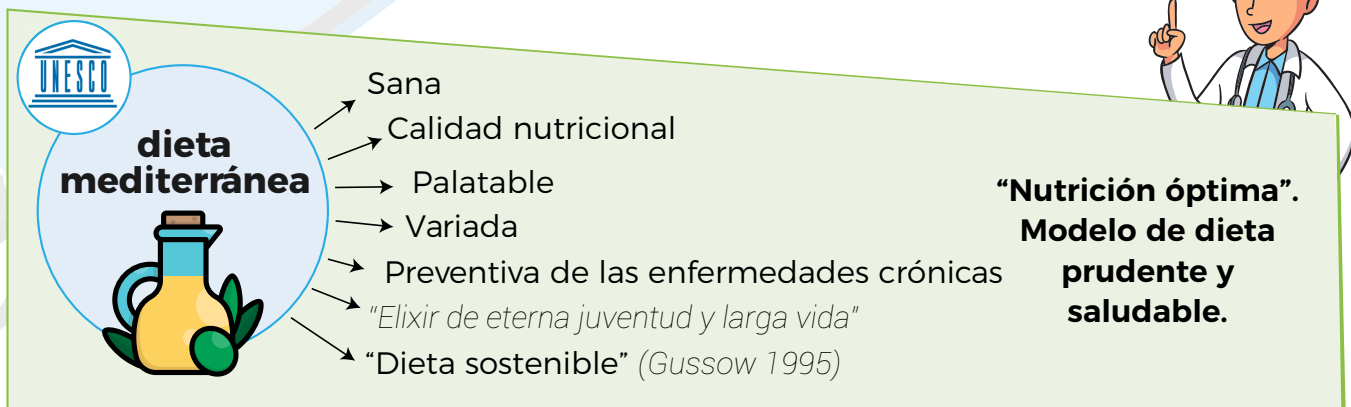 UNESCO
dieta
mediterránea
Sana
Calidad nutricional
Palatable
Variada
Preventiva de las enfermedades crónicas
"Elixir de eterna juventud y larga vida"
“Dieta sostenible” (Gussow 1995)
“Nutrición óptima”.
Modelo de dieta
prudente y
saludable.